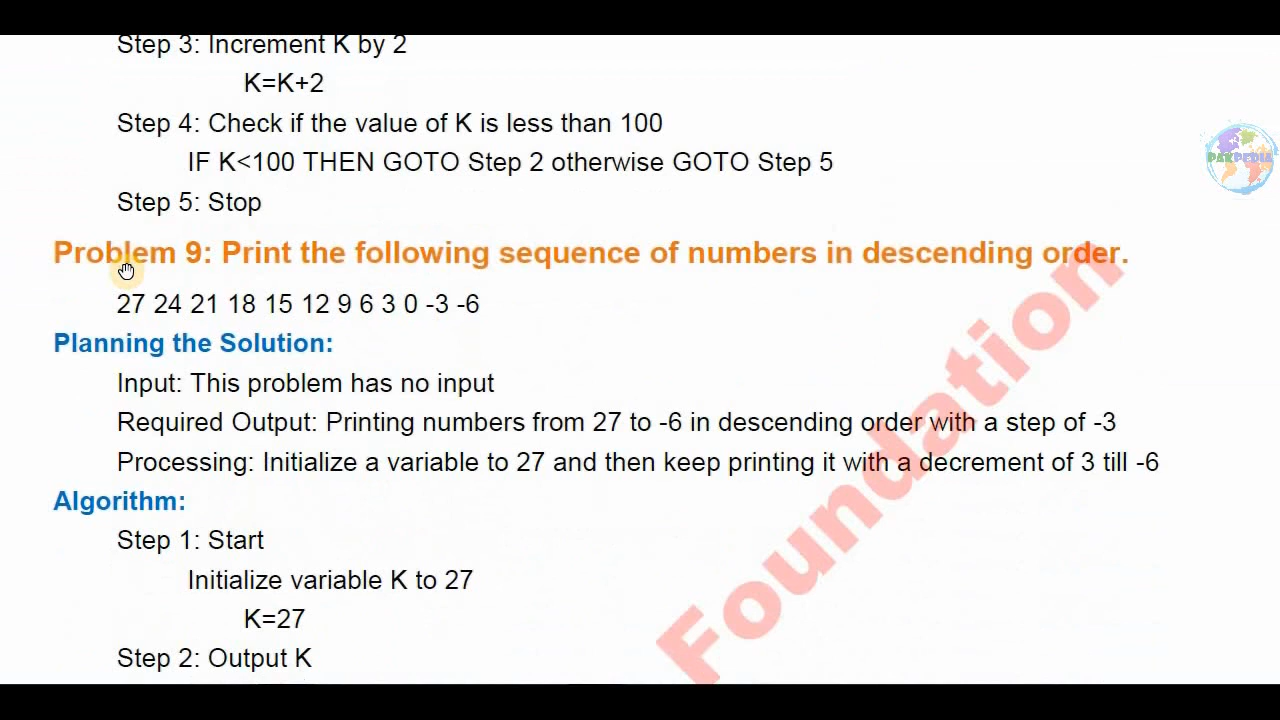 Step 3: Increment K by 2
K=K+2
Step 4: Check if the value of K is less than 100
IF K<100 THEN GOTO Step 2 otherwise GOTO Step 5
Step 5: Stop
PAKPEDIA
Problem 9: Print the following sequence of numbers in descending order.
27 24 21 18 15 12 9 6 3 0 -3 -6
Planning the Solution:
Input: This problem has no input
Required Output: Printing numbers from 27 to -6 in descending order with a step of -3
Processing: Initialize a variable to 27 and then keep printing it with a decrement of 3 till -6
Algorithm:
Step 1: Start
Initialize variable K to 27
K=27
Step 2: Output K
Foundation